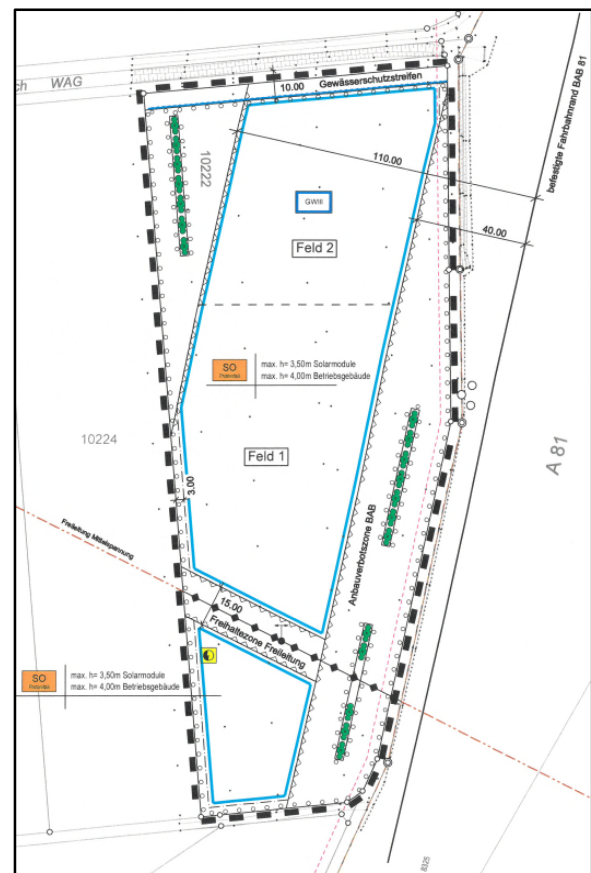 ch WAG
10.00 Gewässerschutzstreifen
befestigte Fahrbahnrand BAB 81
10222
110.00
GWIII
40.00
Feld 2
SO
max. h= 3,50m Solarmodule
max. h= 4,00m Betriebsgebäude
10224
Feld 1
A 81
3.00
Freileitung Mittelspannung
Anbauverbotszone BAB
15.00
Freihaltezone Freileitung
SO
max. h= 3,50m Solarmodule
max. h= 4,00m Betriebsgebäude
8325